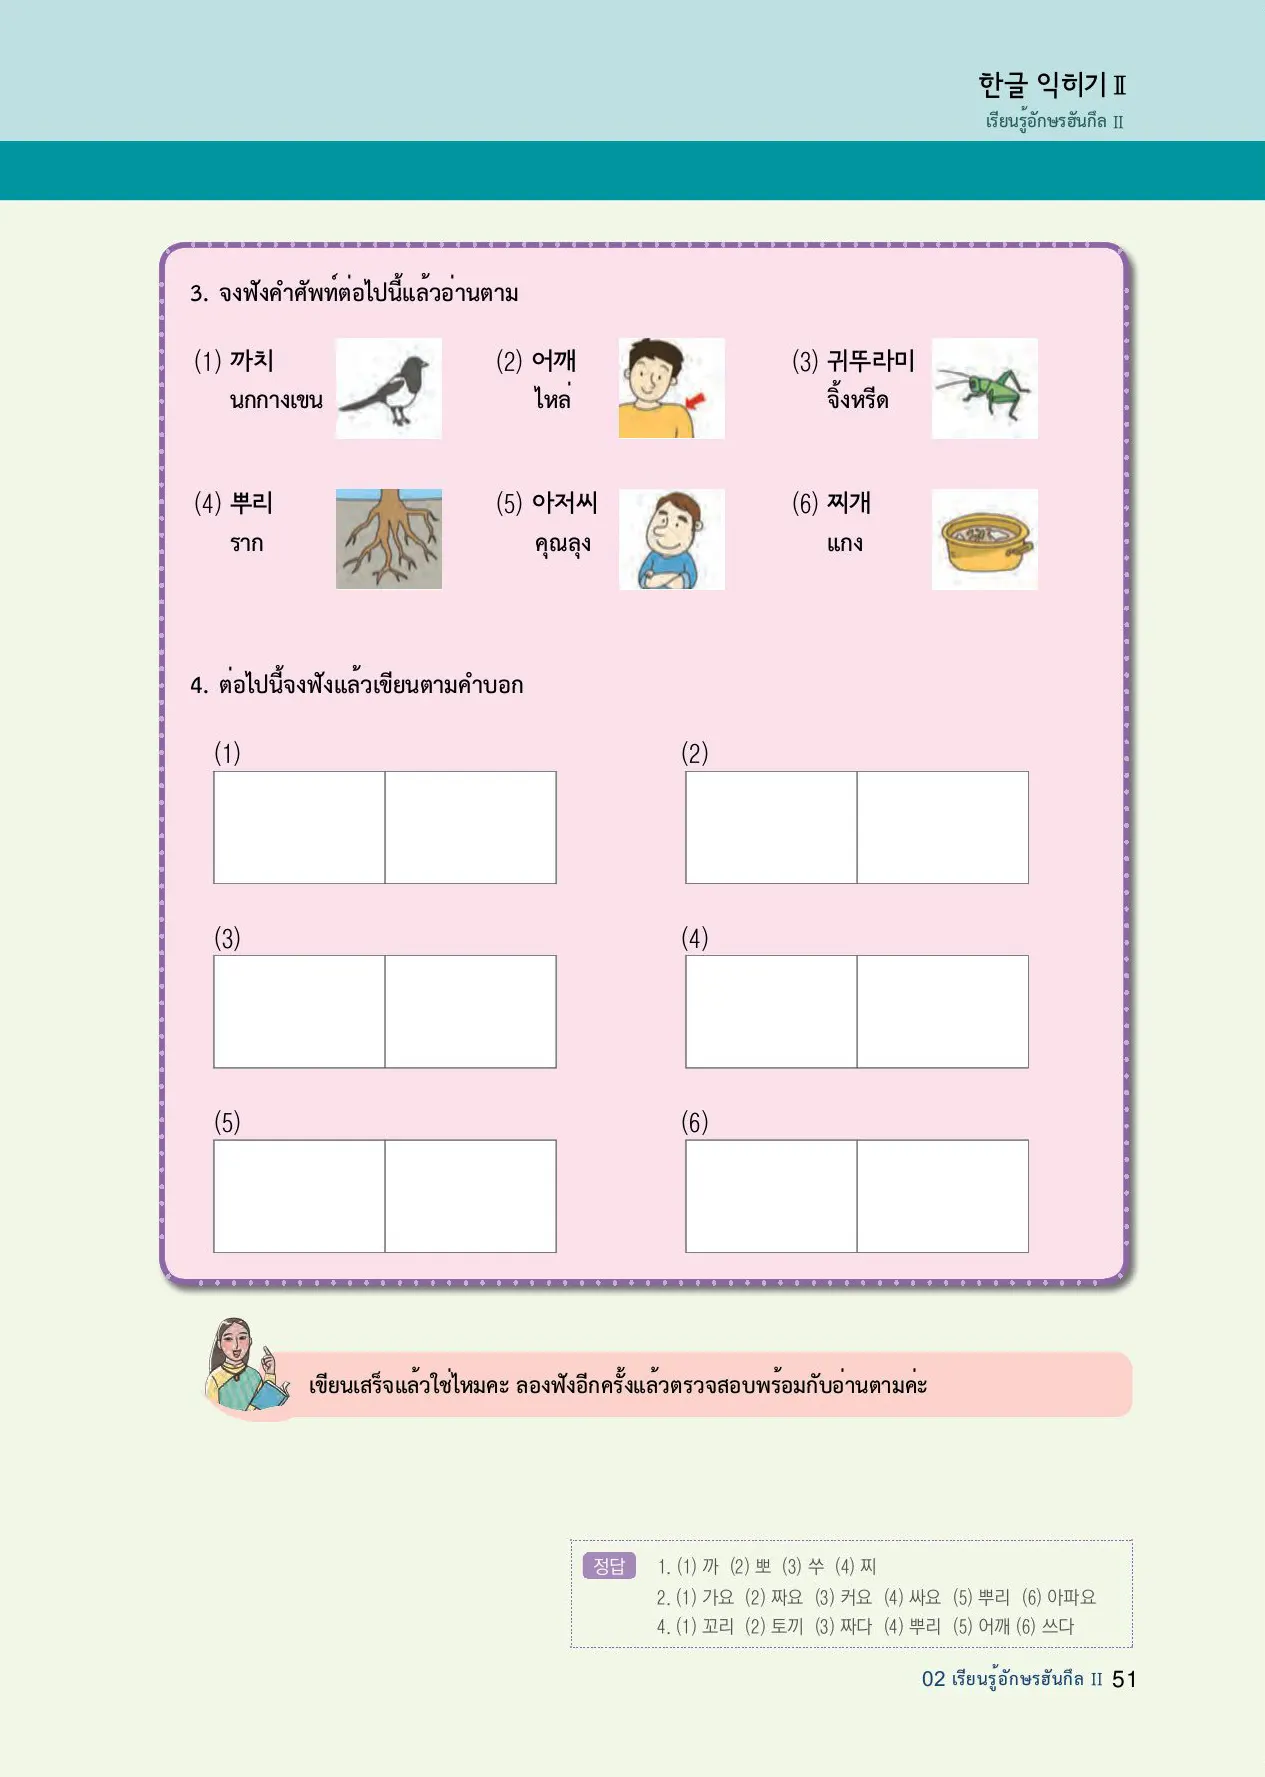 한글 익히기 Ⅱ
เรียนรู้อักษรฮันกึล II
3. จงฟังคำศัพท์ต่อไปนี้แล้วอ่านตาม
(1) 까치 (2) 어깨 (3) 귀뚜라미
นกกางเขน ไหล่ จิ้งหรีด
(4) 뿌리 (5) 아저씨 (6) 찌개
ราก คุณลุง แกง
4. ต่อไปนี้จงฟังแล้วเขียนตามคำบอก
(1) (2)
(3) (4)
(5) (6)
เขียนเสร็จแล้วใช่ไหมคะ ลองฟังอีกครั้งแล้วตรวจสอบพร้อมกับอ่านตามค่ะ
정답 1. (1) 까 (2) 뽀 (3) 쑤 (4) 찌
2. (1) 가요 (2) 짜요 (3) 커요 (4) 싸요 (5) 뿌리 (6) 아파요
4. (1) 꼬리 (2) 토끼 (3) 짜다 (4) 뿌리 (5) 어깨 (6) 쓰다
02 เรียนรู้อักษรฮันกึล II 51